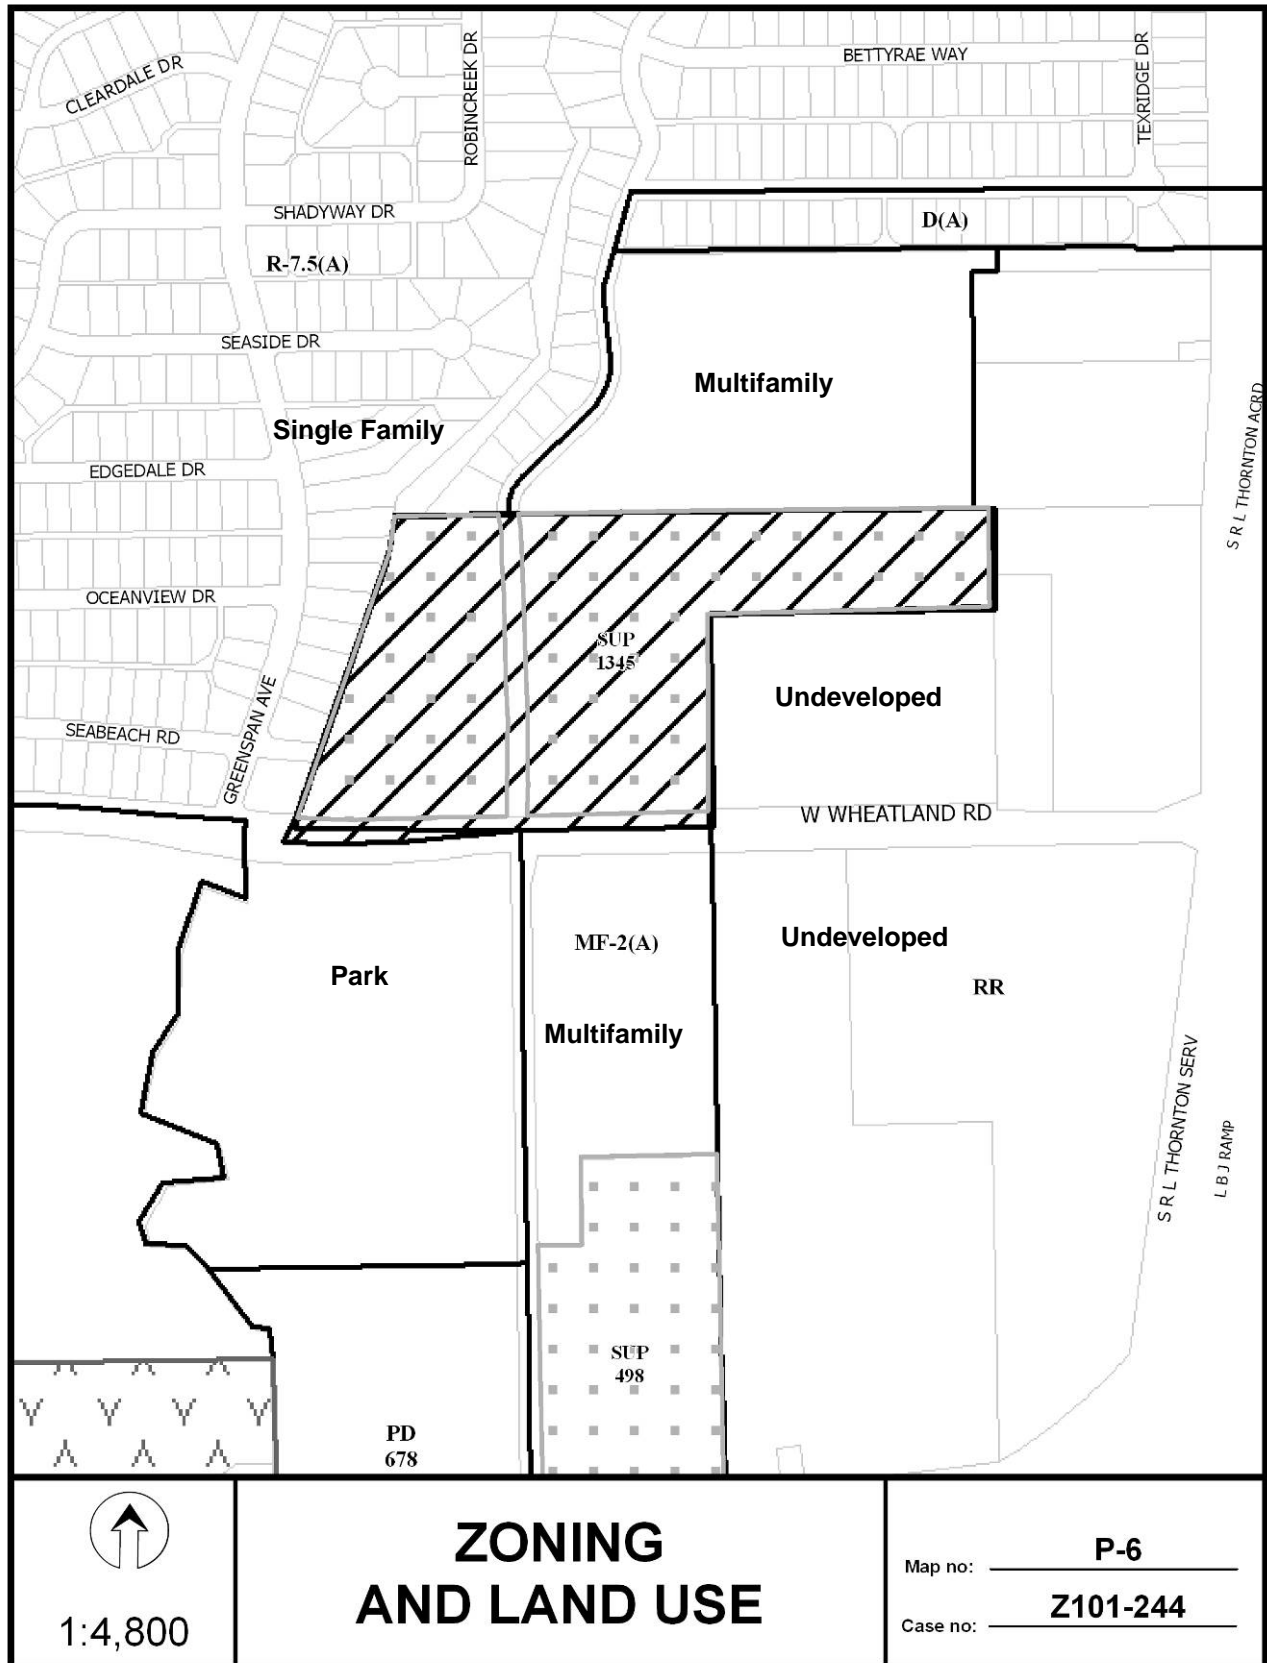 BETTYRAE WAY
CLEARDALE DR
ROBINCREEK DR
TEXRIDGE DR
SHADYWAY DR
D(A)
R-7.5(A)
SEASIDE DR
Multifamily
Single Family
S R L THORNTON ACRD
EDGEDALE DR
OCEANVIEW DR
SUP
1345
Undeveloped
GREENSPAN AVE
SEABEACH RD
W WHEATLAND RD
MF-2(A)
Undeveloped
Park
RR
Multifamily
S R L THORNTON SERV
L B J RAMP
SUP
498
PD
678
1:4,800
ZONING
AND LAND USE
Map no: P-6
Case no: Z101-244